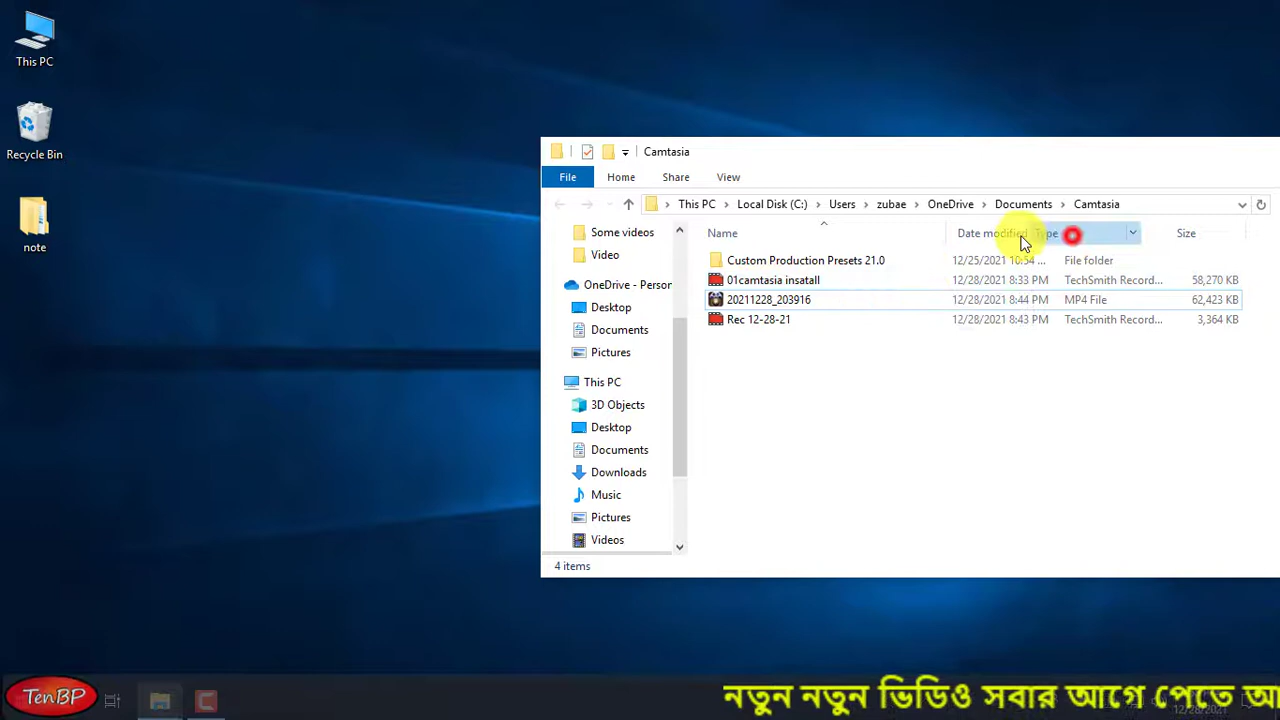 This PC
Recycle Bin
note
Camtasia
File Home Share View
This PC Local Disk (C:) Users zubae OneDrive Documents Camtasia
Name Date modified Type Size
Some videos
Video
OneDrive - Person
Desktop
Documents
Pictures
This PC
3D Objects
Desktop
Documents
Downloads
Music
Pictures
Videos
Custom Production Presets 21.0 12/25/2021 10:54 ... File folder
01camtasia insatall 12/28/2021 8:33 PM TechSmith Record... 58,270 KB
20211228_203916 12/28/2021 8:44 PM MP4 File 62,423 KB
Rec 12-28-21 12/28/2021 8:43 PM TechSmith Record... 3,364 KB
4 items
TenBP
নতুন নতুন ভিডিও সবার আগে পেতে আ
12/28/2021